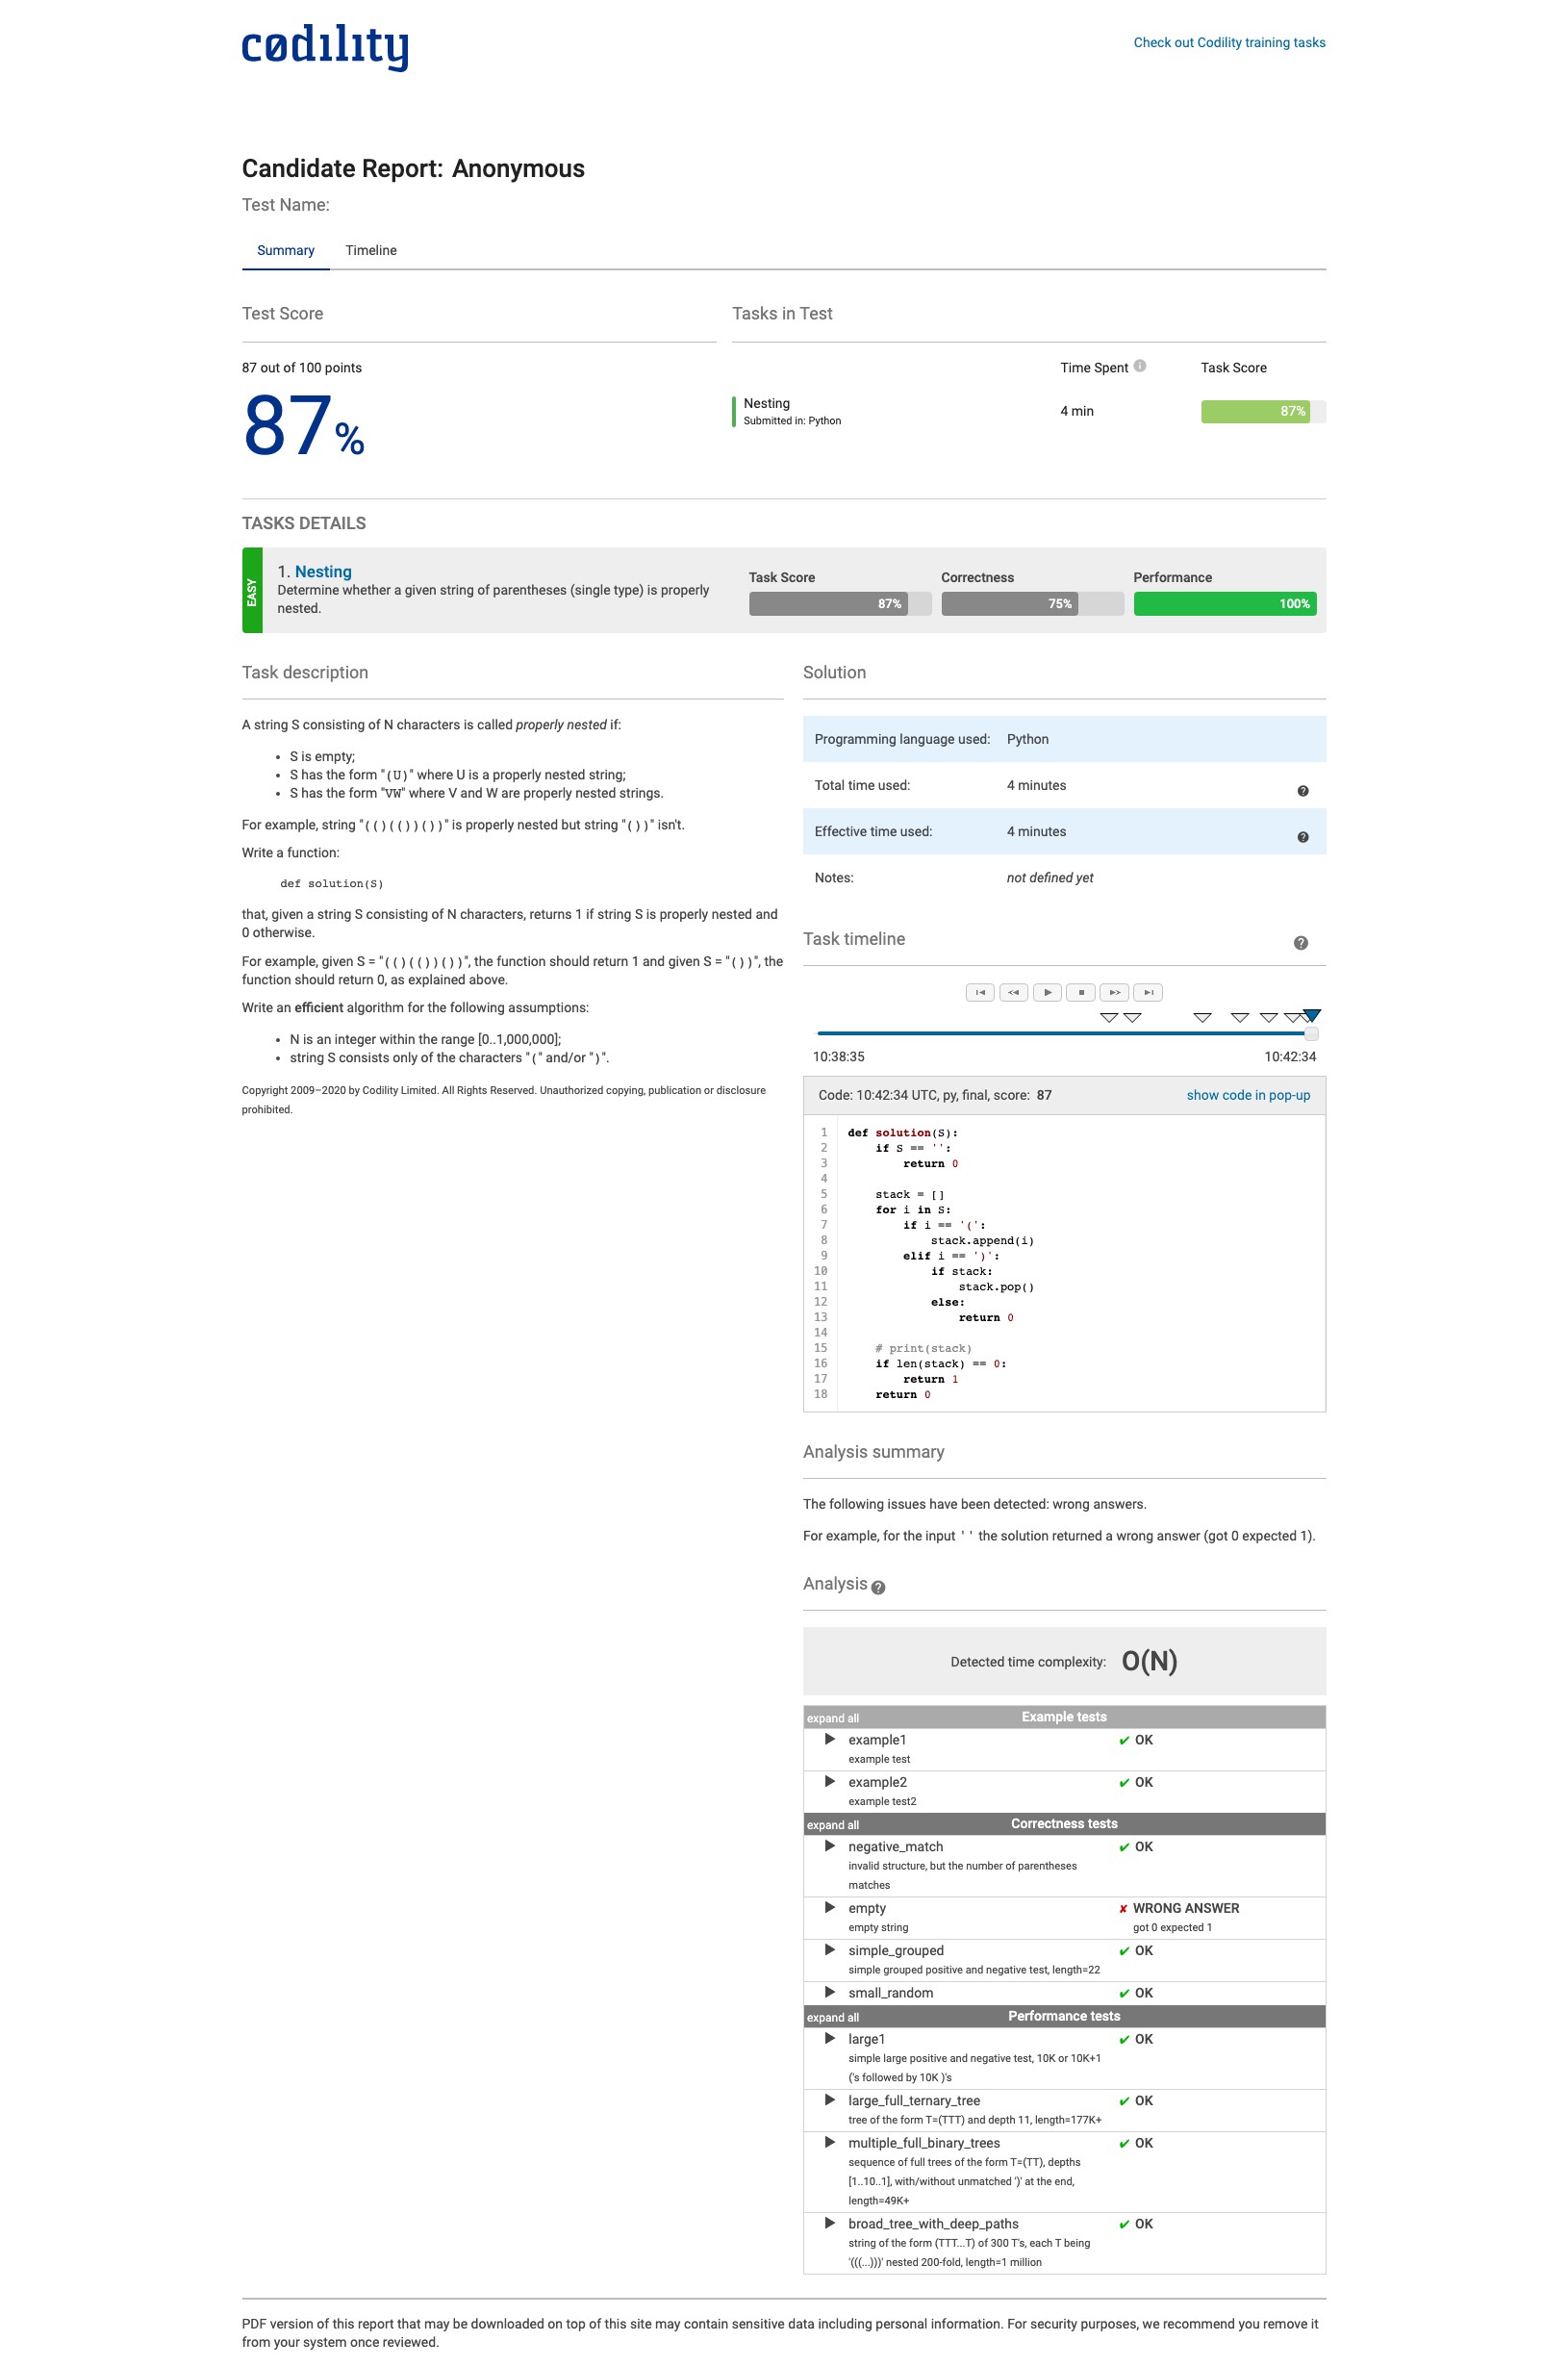 cødility
Check out Codility training tasks
Candidate Report: Anonymous
Test Name:
Summary Timeline
Test Score
87 out of 100 points
87%
Tasks in Test
Time Spent Task Score
Nesting
Submitted in: Python
4 min
87%
TASKS DETAILS
EASY
1. Nesting
Determine whether a given string of parentheses (single type) is properly
nested.
Task Score
87%
Correctness
75%
Performance
100%
Task description
A string S consisting of N characters is called properly nested if:
• S is empty;
• S has the form "(U)" where U is a properly nested string;
• S has the form "VW" where V and W are properly nested strings.
For example, string "(()(())())" is properly nested but string "())" isn't.
Write a function:
def solution(S)
that, given a string S consisting of N characters, returns 1 if string S is properly nested and
0 otherwise.
For example, given S = "(()(())())", the function should return 1 and given S = "())", the
function should return 0, as explained above.
Write an efficient algorithm for the following assumptions:
• N is an integer within the range [0..1,000,000];
• string S consists only of the characters "(" and/or ")".
Copyright 2009–2020 by Codility Limited. All Rights Reserved. Unauthorized copying, publication or disclosure
prohibited.
Solution
Programming language used: Python
Total time used: 4 minutes
Effective time used: 4 minutes
Notes: not defined yet
Task timeline
10:38:35 10:42:34
Code: 10:42:34 UTC, py, final, score: 87
show code in pop-up
1 def solution(S):
2     if S == '':
3         return 0
4
5     stack = []
6     for i in S:
7         if i == '(':
8             stack.append(i)
9         elif i == ')':
10             if stack:
11                 stack.pop()
12             else:
13                 return 0
14
15     # print(stack)
16     if len(stack) == 0:
17         return 1
18     return 0
Analysis summary
The following issues have been detected: wrong answers.
For example, for the input '' the solution returned a wrong answer (got 0 expected 1).
Analysis
Detected time complexity: O(N)
expand all Example tests
example1 ✔ OK
example test
example2 ✔ OK
example test2
expand all Correctness tests
negative_match ✔ OK
invalid structure, but the number of parentheses
matches
empty ✘ WRONG ANSWER
empty string got 0 expected 1
simple_grouped ✔ OK
simple grouped positive and negative test, length=22
small_random ✔ OK
expand all Performance tests
large1 ✔ OK
simple large positive and negative test, 10K or 10K+1
('s followed by 10K )'s
large_full_ternary_tree ✔ OK
tree of the form T=(TTT) and depth 11, length=177K+
multiple_full_binary_trees ✔ OK
sequence of full trees of the form T=(TT), depths
[1..10..1], with/without unmatched ')' at the end,
length=49K+
broad_tree_with_deep_paths ✔ OK
string of the form (TTT...T) of 300 T's, each T being
'(((...)))' nested 200-fold, length=1 million
PDF version of this report that may be downloaded on top of this site may contain sensitive data including personal information. For security purposes, we recommend you remove it
from your system once reviewed.